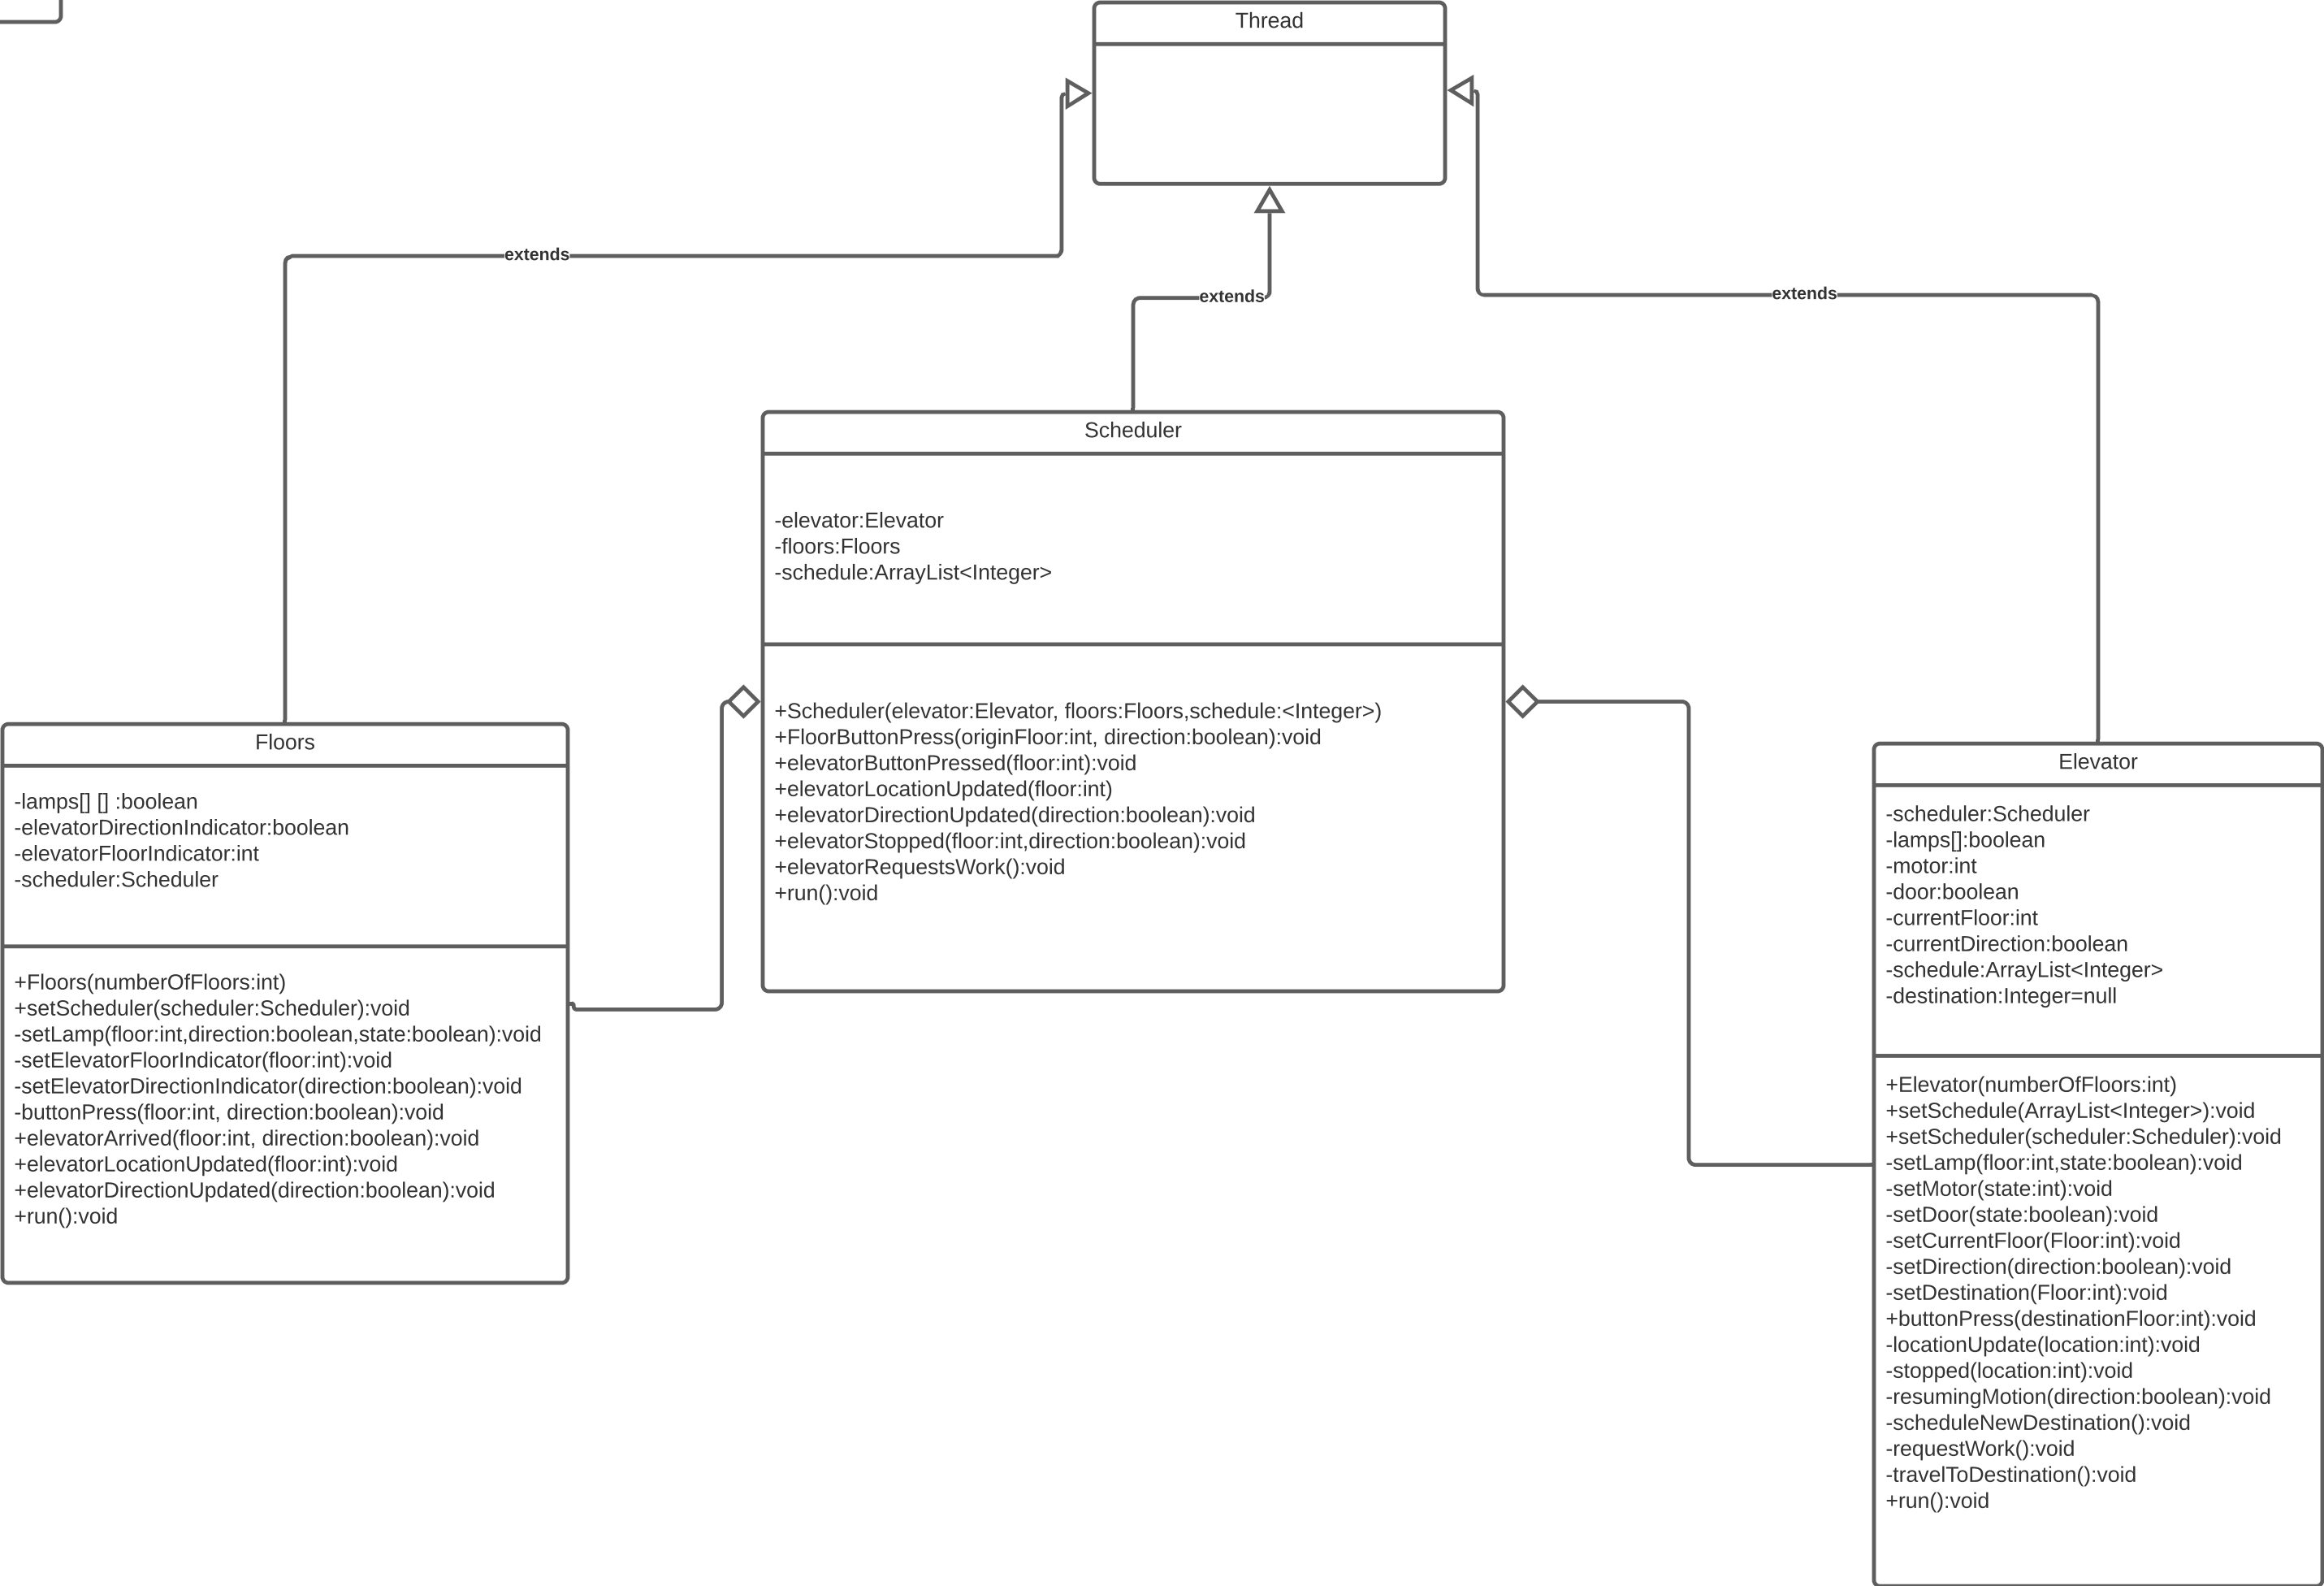 Thread
extends
extends
extends
Scheduler
-elevator:Elevator
-floors:Floors
-schedule:ArrayList<Integer>
+Scheduler(elevator:Elevator, floors:Floors,schedule:<Integer>)
+FloorButtonPress(originFloor:int, direction:boolean):void
+elevatorButtonPressed(floor:int):void
+elevatorLocationUpdated(floor:int)
+elevatorDirectionUpdated(direction:boolean):void
+elevatorStopped(floor:int,direction:boolean):void
+elevatorRequestsWork():void
+run():void
Floors
-lamps[] [] :boolean
-elevatorDirectionIndicator:boolean
-elevatorFloorIndicator:int
-scheduler:Scheduler
+Floors(numberOfFloors:int)
+setScheduler(scheduler:Scheduler):void
-setLamp(floor:int,direction:boolean,state:boolean):void
-setElevatorFloorIndicator(floor:int):void
-setElevatorDirectionIndicator(direction:boolean):void
-buttonPress(floor:int, direction:boolean):void
+elevatorArrived(floor:int, direction:boolean):void
+elevatorLocationUpdated(floor:int):void
+elevatorDirectionUpdated(direction:boolean):void
+run():void
Elevator
-scheduler:Scheduler
-lamps[]:boolean
-motor:int
-door:boolean
-currentFloor:int
-currentDirection:boolean
-schedule:ArrayList<Integer>
-destination:Integer=null
+Elevator(numberOfFloors:int)
+setSchedule(ArrayList<Integer>):void
+setScheduler(scheduler:Scheduler):void
-setLamp(floor:int,state:boolean):void
-setMotor(state:int):void
-setDoor(state:boolean):void
-setCurrentFloor(Floor:int):void
-setDirection(direction:boolean):void
-setDestination(Floor:int):void
+buttonPress(destinationFloor:int):void
-locationUpdate(location:int):void
-stopped(location:int):void
-resumingMotion(direction:boolean):void
-scheduleNewDestination():void
-requestWork():void
-travelToDestination():void
+run():void